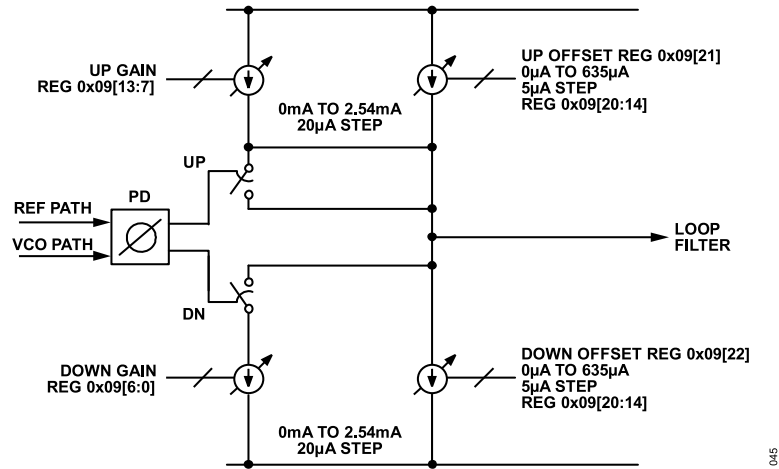 UP GAIN
REG 0x09[13:7]
UP OFFSET REG 0x09[21]
0µA TO 635µA
5µA STEP
REG 0x09[20:14]
0mA TO 2.54mA
20µA STEP
UP
PD
REF PATH
VCO PATH
LOOP
FILTER
DN
DOWN GAIN
REG 0x09[6:0]
DOWN OFFSET REG 0x09[22]
0µA TO 635µA
5µA STEP
REG 0x09[20:14]
0mA TO 2.54mA
20µA STEP
045